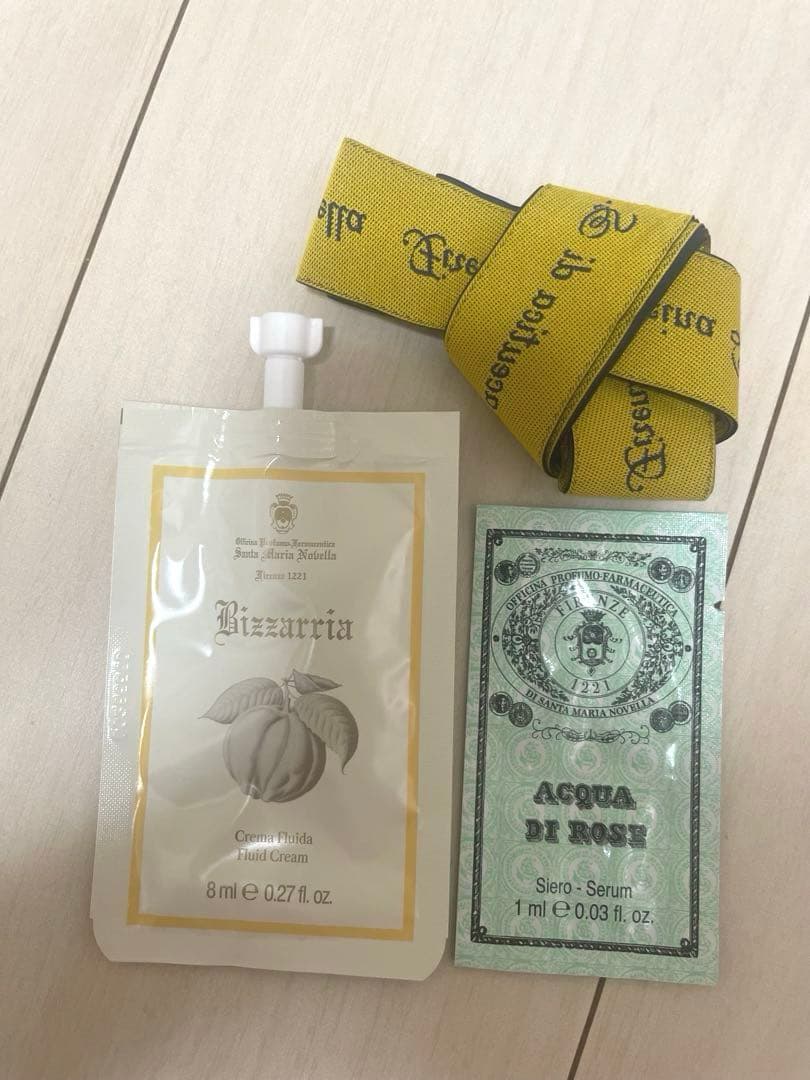 Officina Profumo-Farmaceutica
Santa Maria Novella
Firenze 1221
Bizzarria
Crema Fluida
Fluid Cream
8 ml ℮ 0.27 fl. oz.
OFFICINA PROFUMO-FARMACEUTICA
FIRENZE
1221
DI SANTA MARIA NOVELLA
ACQUA
DI ROSE
Siero - Serum
1 ml ℮ 0.03 fl. oz.